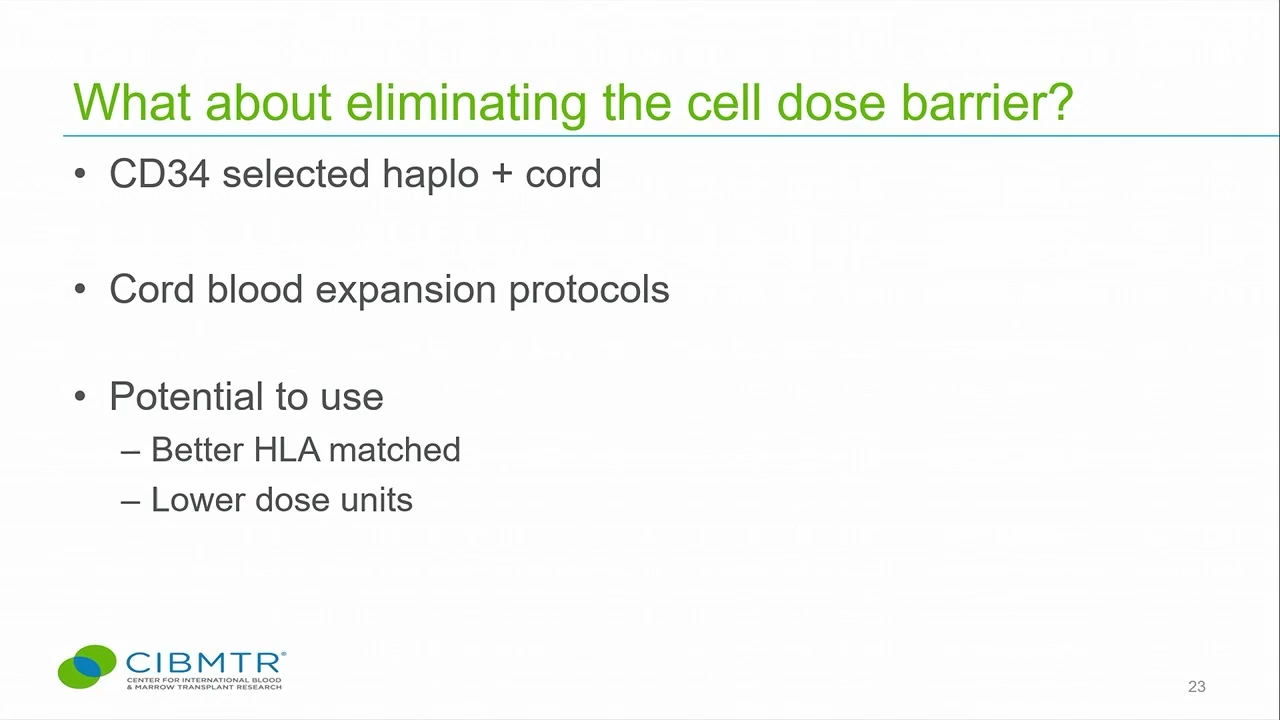 What about eliminating the cell dose barrier?
• CD34 selected haplo + cord
• Cord blood expansion protocols
• Potential to use
– Better HLA matched
– Lower dose units
CIBMTR®
CENTER FOR INTERNATIONAL BLOOD
& MARROW TRANSPLANT RESEARCH
23